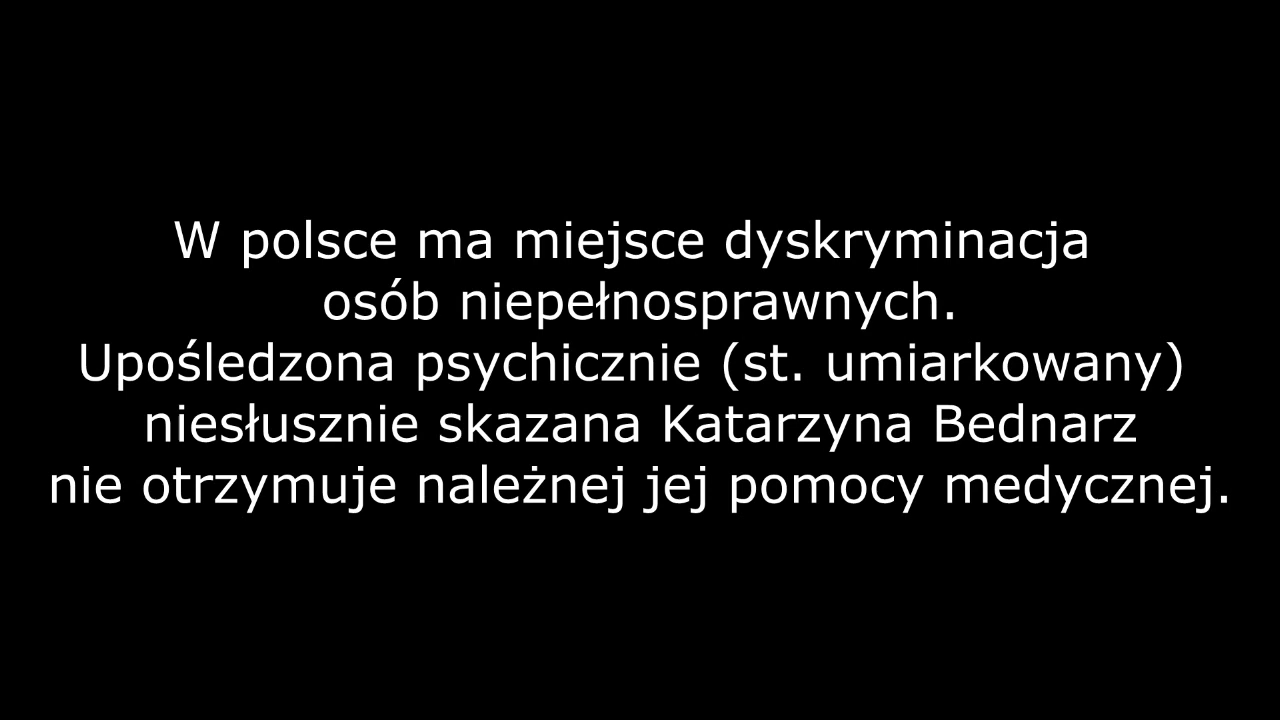 W polsce ma miejsce dyskryminacja
osób niepełnosprawnych.
Upośledzona psychicznie (st. umiarkowany)
niesłusznie skazana Katarzyna Bednarz
nie otrzymuje należnej jej pomocy medycznej.